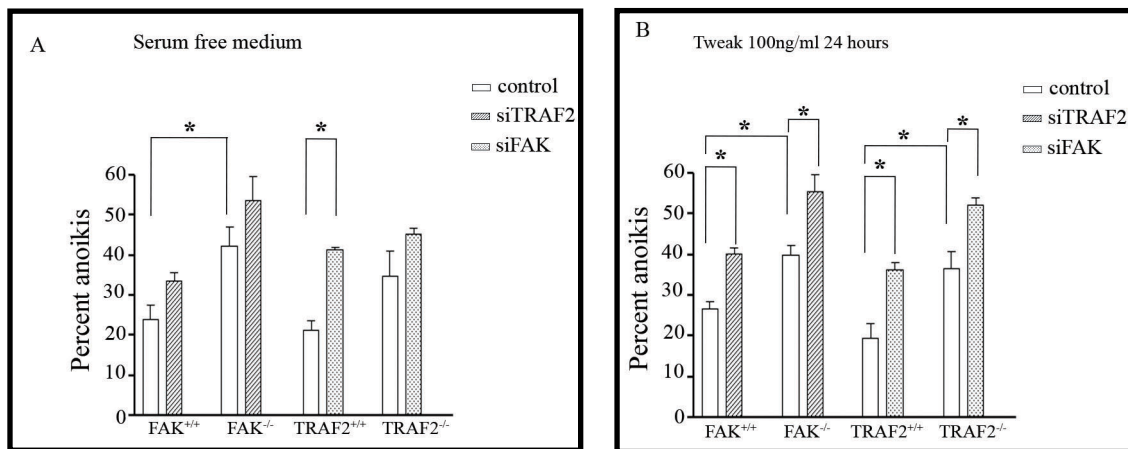 A
Serum free medium
control
siTRAF2
siFAK
*
*
Percent anoikis
60
50
40
30
20
10
0
FAK+/+ FAK-/- TRAF2+/+ TRAF2-/-
B
Tweak 100ng/ml 24 hours
control
siTRAF2
siFAK
*
*
*
*
*
*
Percent anoikis
60
50
40
30
20
10
0
FAK+/+ FAK-/- TRAF2+/+ TRAF2-/-